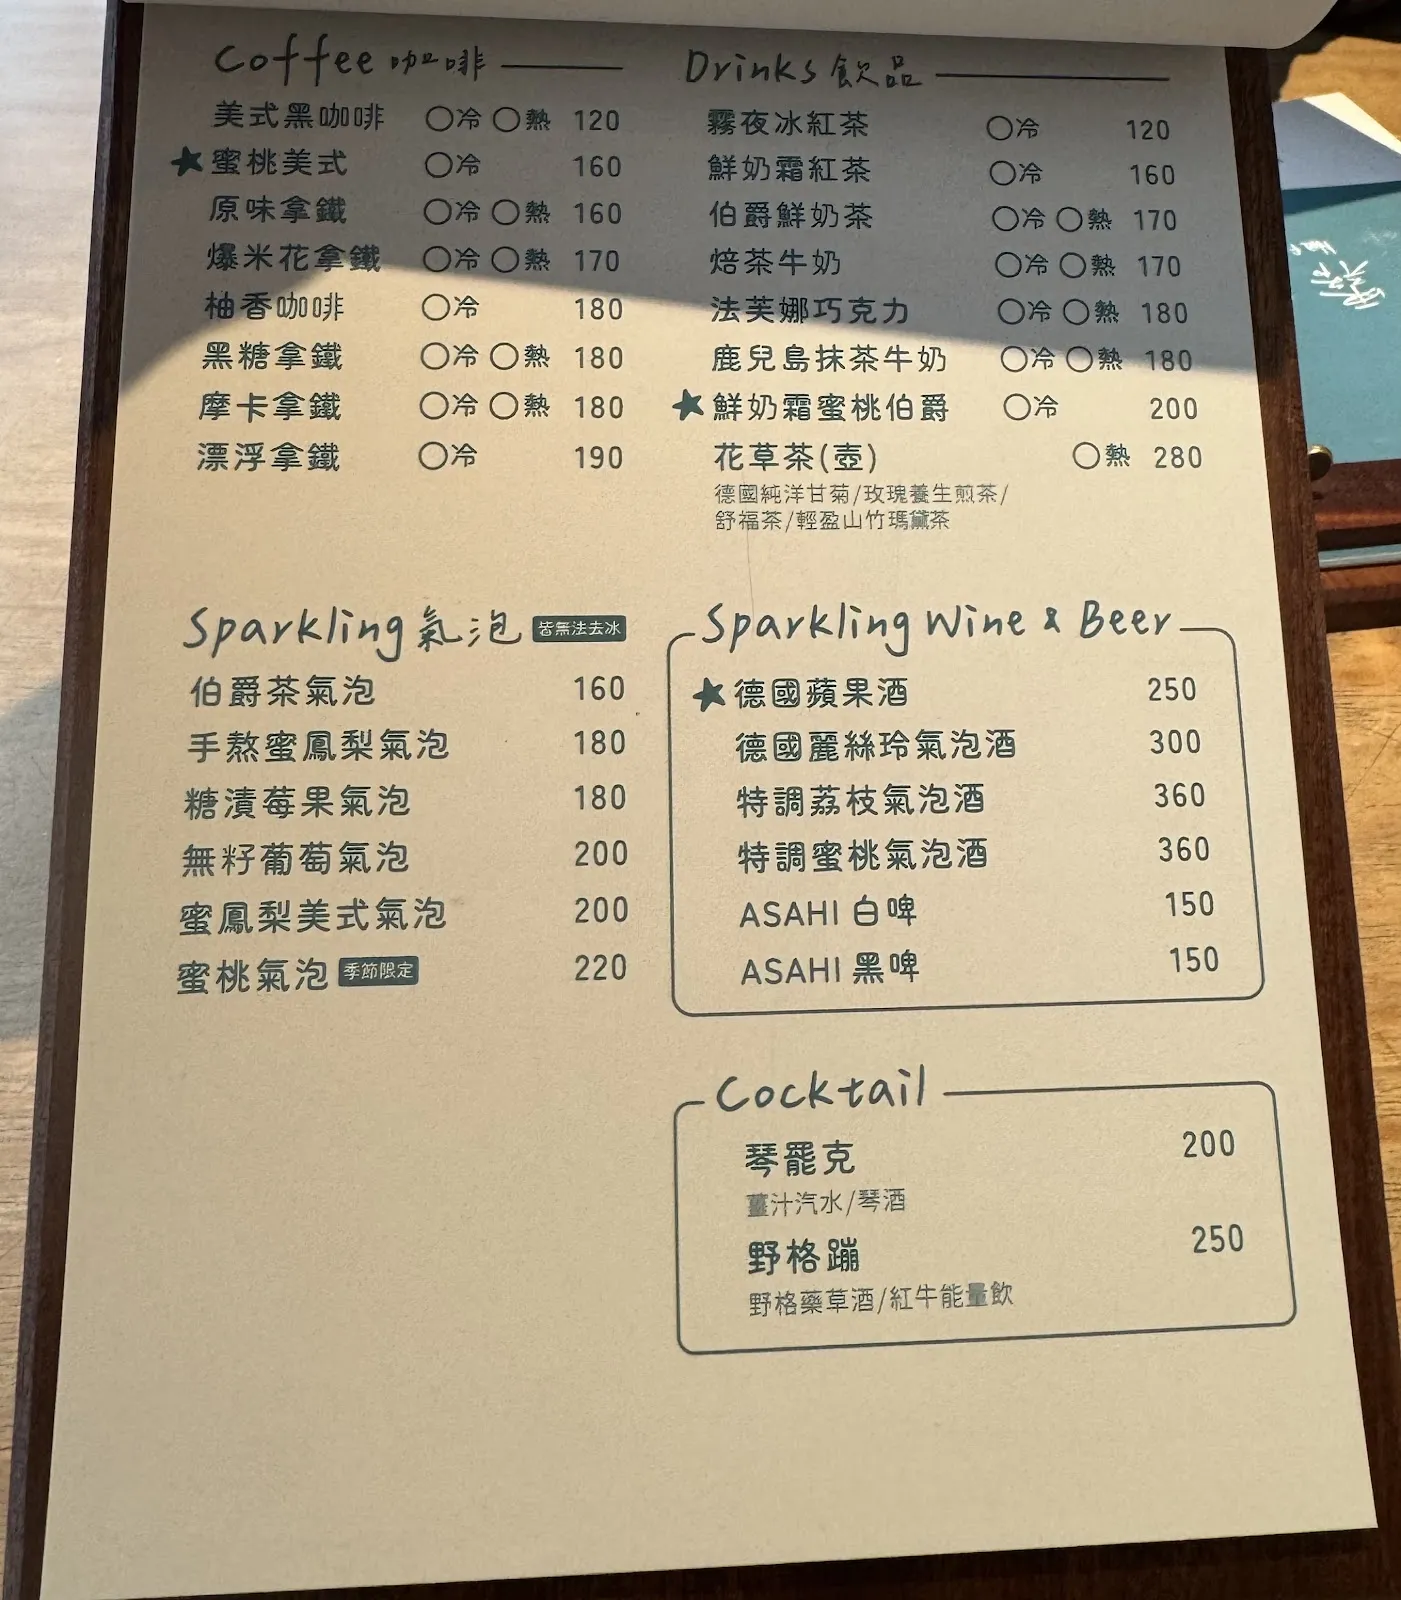 Coffee 咖啡
美式黑咖啡 ○冷 ○熱 120
★蜜桃美式 ○冷 160
原味拿鐵 ○冷 ○熱 160
爆米花拿鐵 ○冷 ○熱 170
柚香咖啡 ○冷 180
黑糖拿鐵 ○冷 ○熱 180
摩卡拿鐵 ○冷 ○熱 180
漂浮拿鐵 ○冷 190
Drinks 飲品
霧夜冰紅茶 ○冷 120
鮮奶霜紅茶 ○冷 160
伯爵鮮奶茶 ○冷 ○熱 170
焙茶牛奶 ○冷 ○熱 170
法芙娜巧克力 ○冷 ○熱 180
鹿兒島抹茶牛奶 ○冷 ○熱 180
★鮮奶霜蜜桃伯爵 ○冷 200
花草茶(壺) ○熱 280
德國純洋甘菊/玫瑰養生煎茶/
舒福茶/輕盈山竹瑪黛茶
Sparkling 氣泡 皆無法去冰
伯爵茶氣泡 160
手熬蜜鳳梨氣泡 180
糖漬莓果氣泡 180
無籽葡萄氣泡 200
蜜鳳梨美式氣泡 200
蜜桃氣泡 季節限定 220
Sparkling Wine & Beer
★德國蘋果酒 250
德國麗絲玲氣泡酒 300
特調荔枝氣泡酒 360
特調蜜桃氣泡酒 360
ASAHI 白啤 150
ASAHI 黑啤 150
Cocktail
琴罷克 200
薑汁汽水/琴酒
野格蹦 250
野格藥草酒/紅牛能量飲